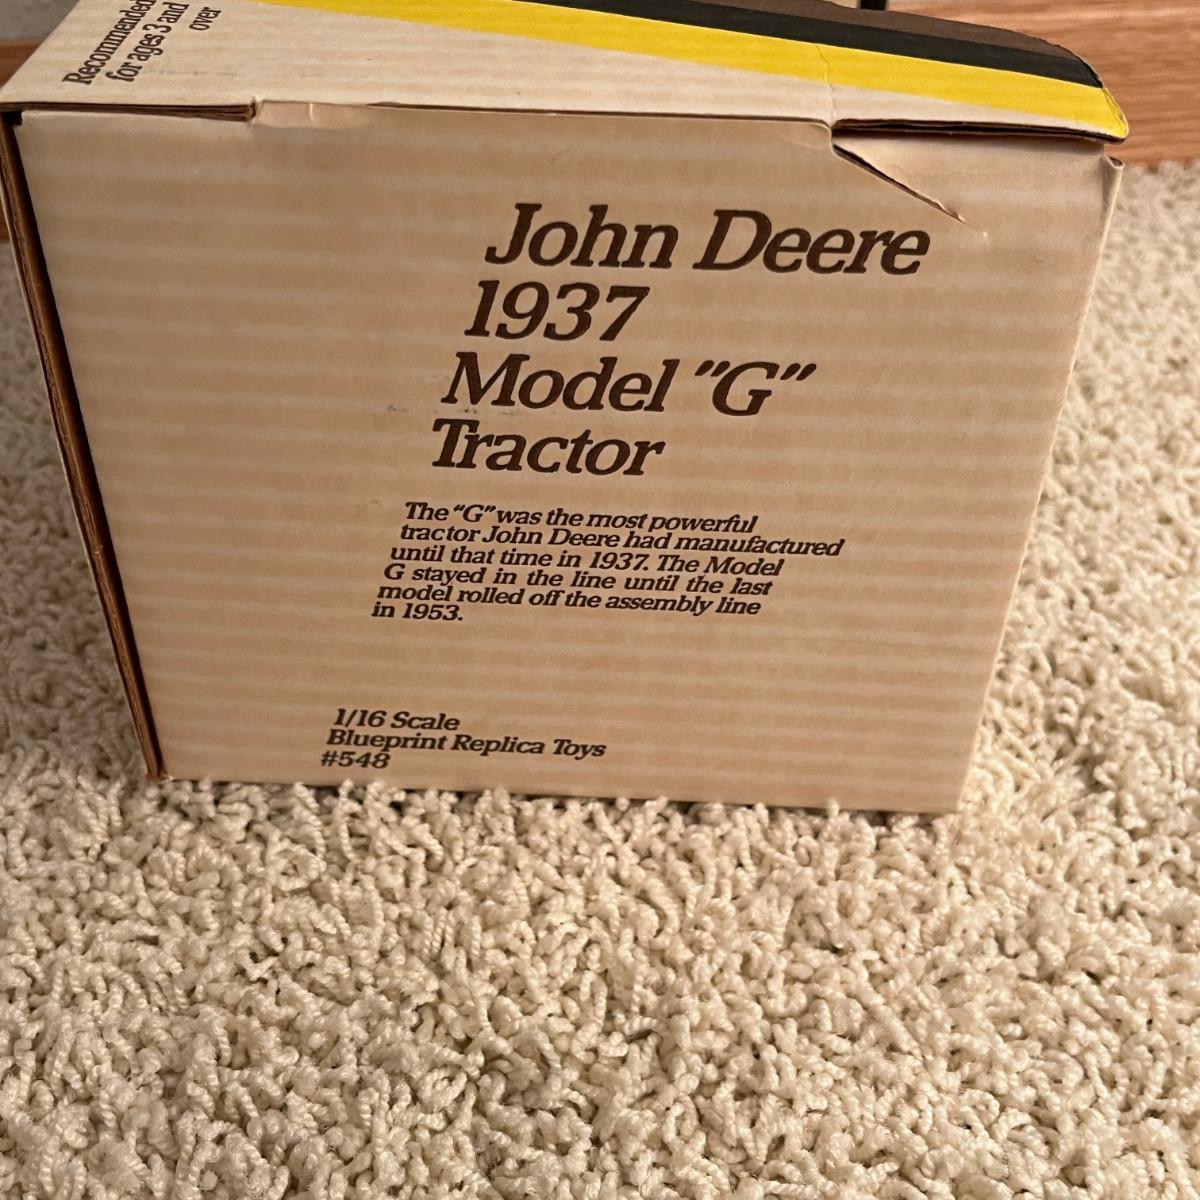 Recommended
for ages 3 and
over
John Deere
1937
Model "G"
Tractor
The "G" was the most powerful
tractor John Deere had manufactured
until that time in 1937. The Model
G stayed in the line until the last
model rolled off the assembly line
in 1953.
1/16 Scale
Blueprint Replica Toys
#548